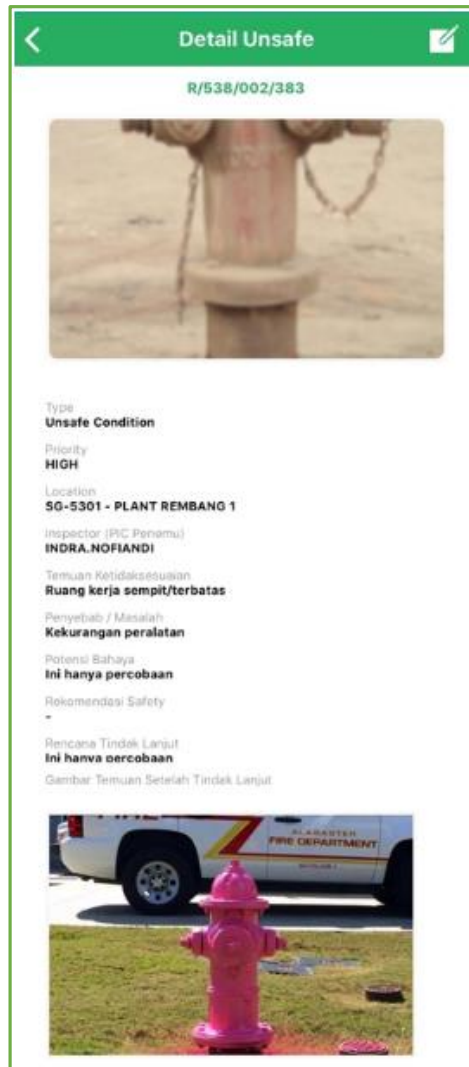 Detail Unsafe
R/538/002/383
Type
Unsafe Condition
Priority
HIGH
Location
SG-5301 - PLANT REMBANG 1
Inspector (PIC Penemu)
INDRA.NOFIANDI
Temuan Ketidaksesuaian
Ruang kerja sempit/terbatas
Penyebab / Masalah
Kekurangan peralatan
Potensi Bahaya
Ini hanya percobaan
Rekomendasi Safety
-
Rencana Tindak Lanjut
Ini hanya percobaan
Gambar Temuan Setelah Tindak Lanjut
FIRE
ALABASTER
FIRE DEPARTMENT